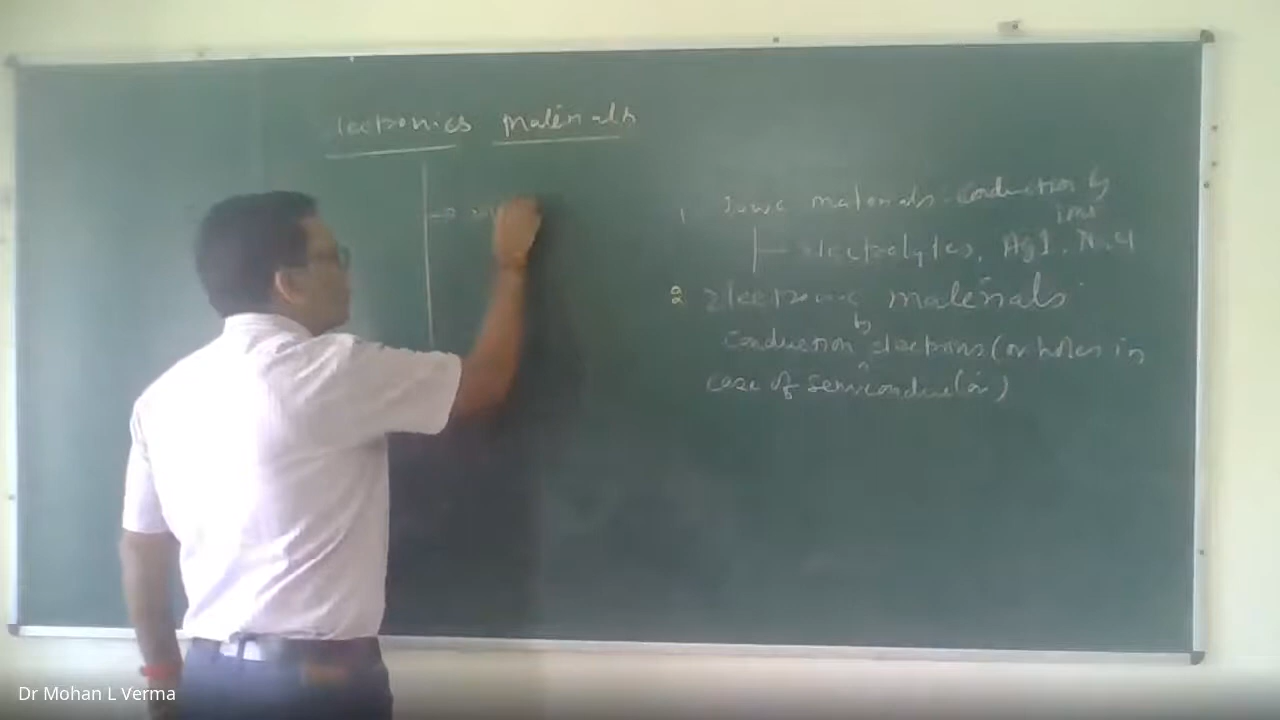 Electronics materials
1 Ionic materials - conduction by
ions
electrolytes, AgI, NaCl
2 Electronic materials
by
conduction electrons (or holes in
case of semiconductor)
Dr Mohan L Verma